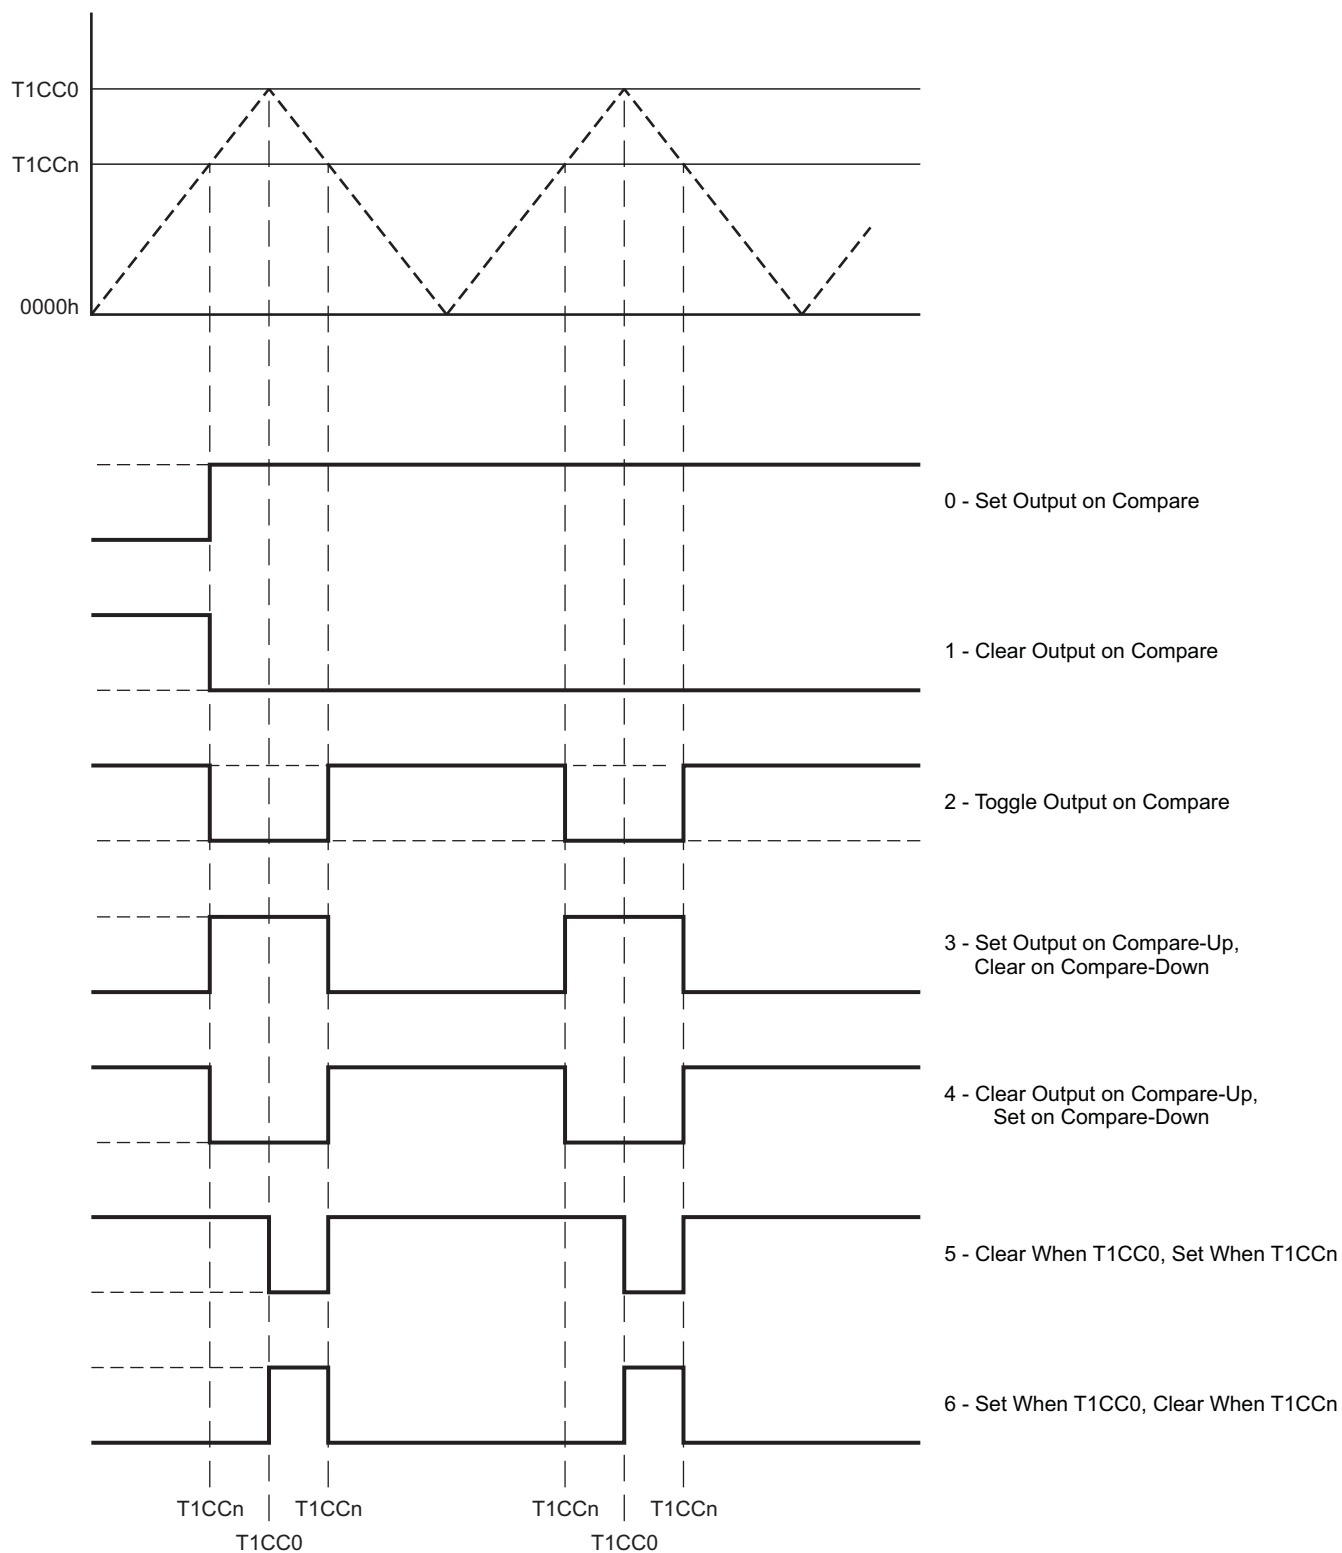 T1CC0
T1CCn
0000h
0 - Set Output on Compare
1 - Clear Output on Compare
2 - Toggle Output on Compare
3 - Set Output on Compare-Up,
Clear on Compare-Down
4 - Clear Output on Compare-Up,
Set on Compare-Down
5 - Clear When T1CC0, Set When T1CCn
6 - Set When T1CC0, Clear When T1CCn
T1CCn T1CCn T1CCn T1CCn
T1CC0 T1CC0